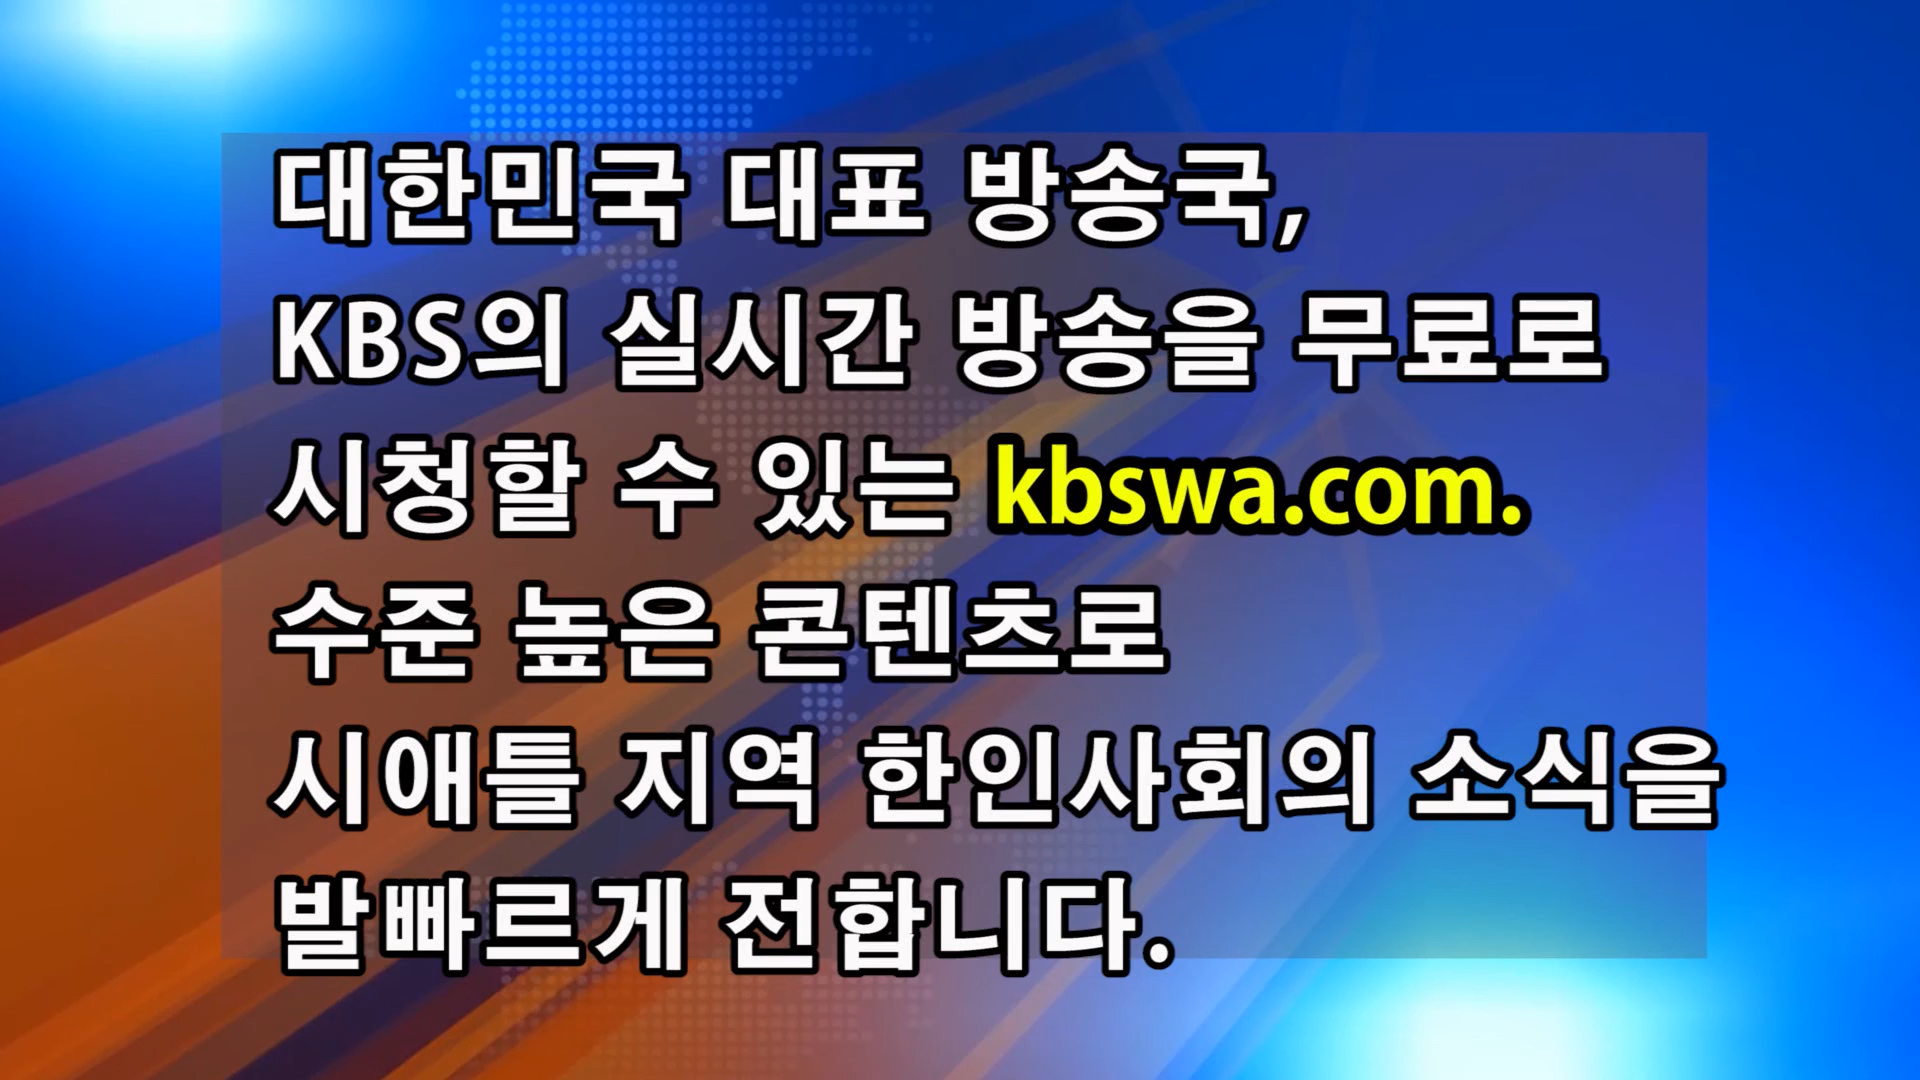 대한민국 대표 방송국,
KBS의 실시간 방송을 무료로
시청할 수 있는 kbswa.com.
수준 높은 콘텐츠로
시애틀 지역 한인사회의 소식을
발빠르게 전합니다.